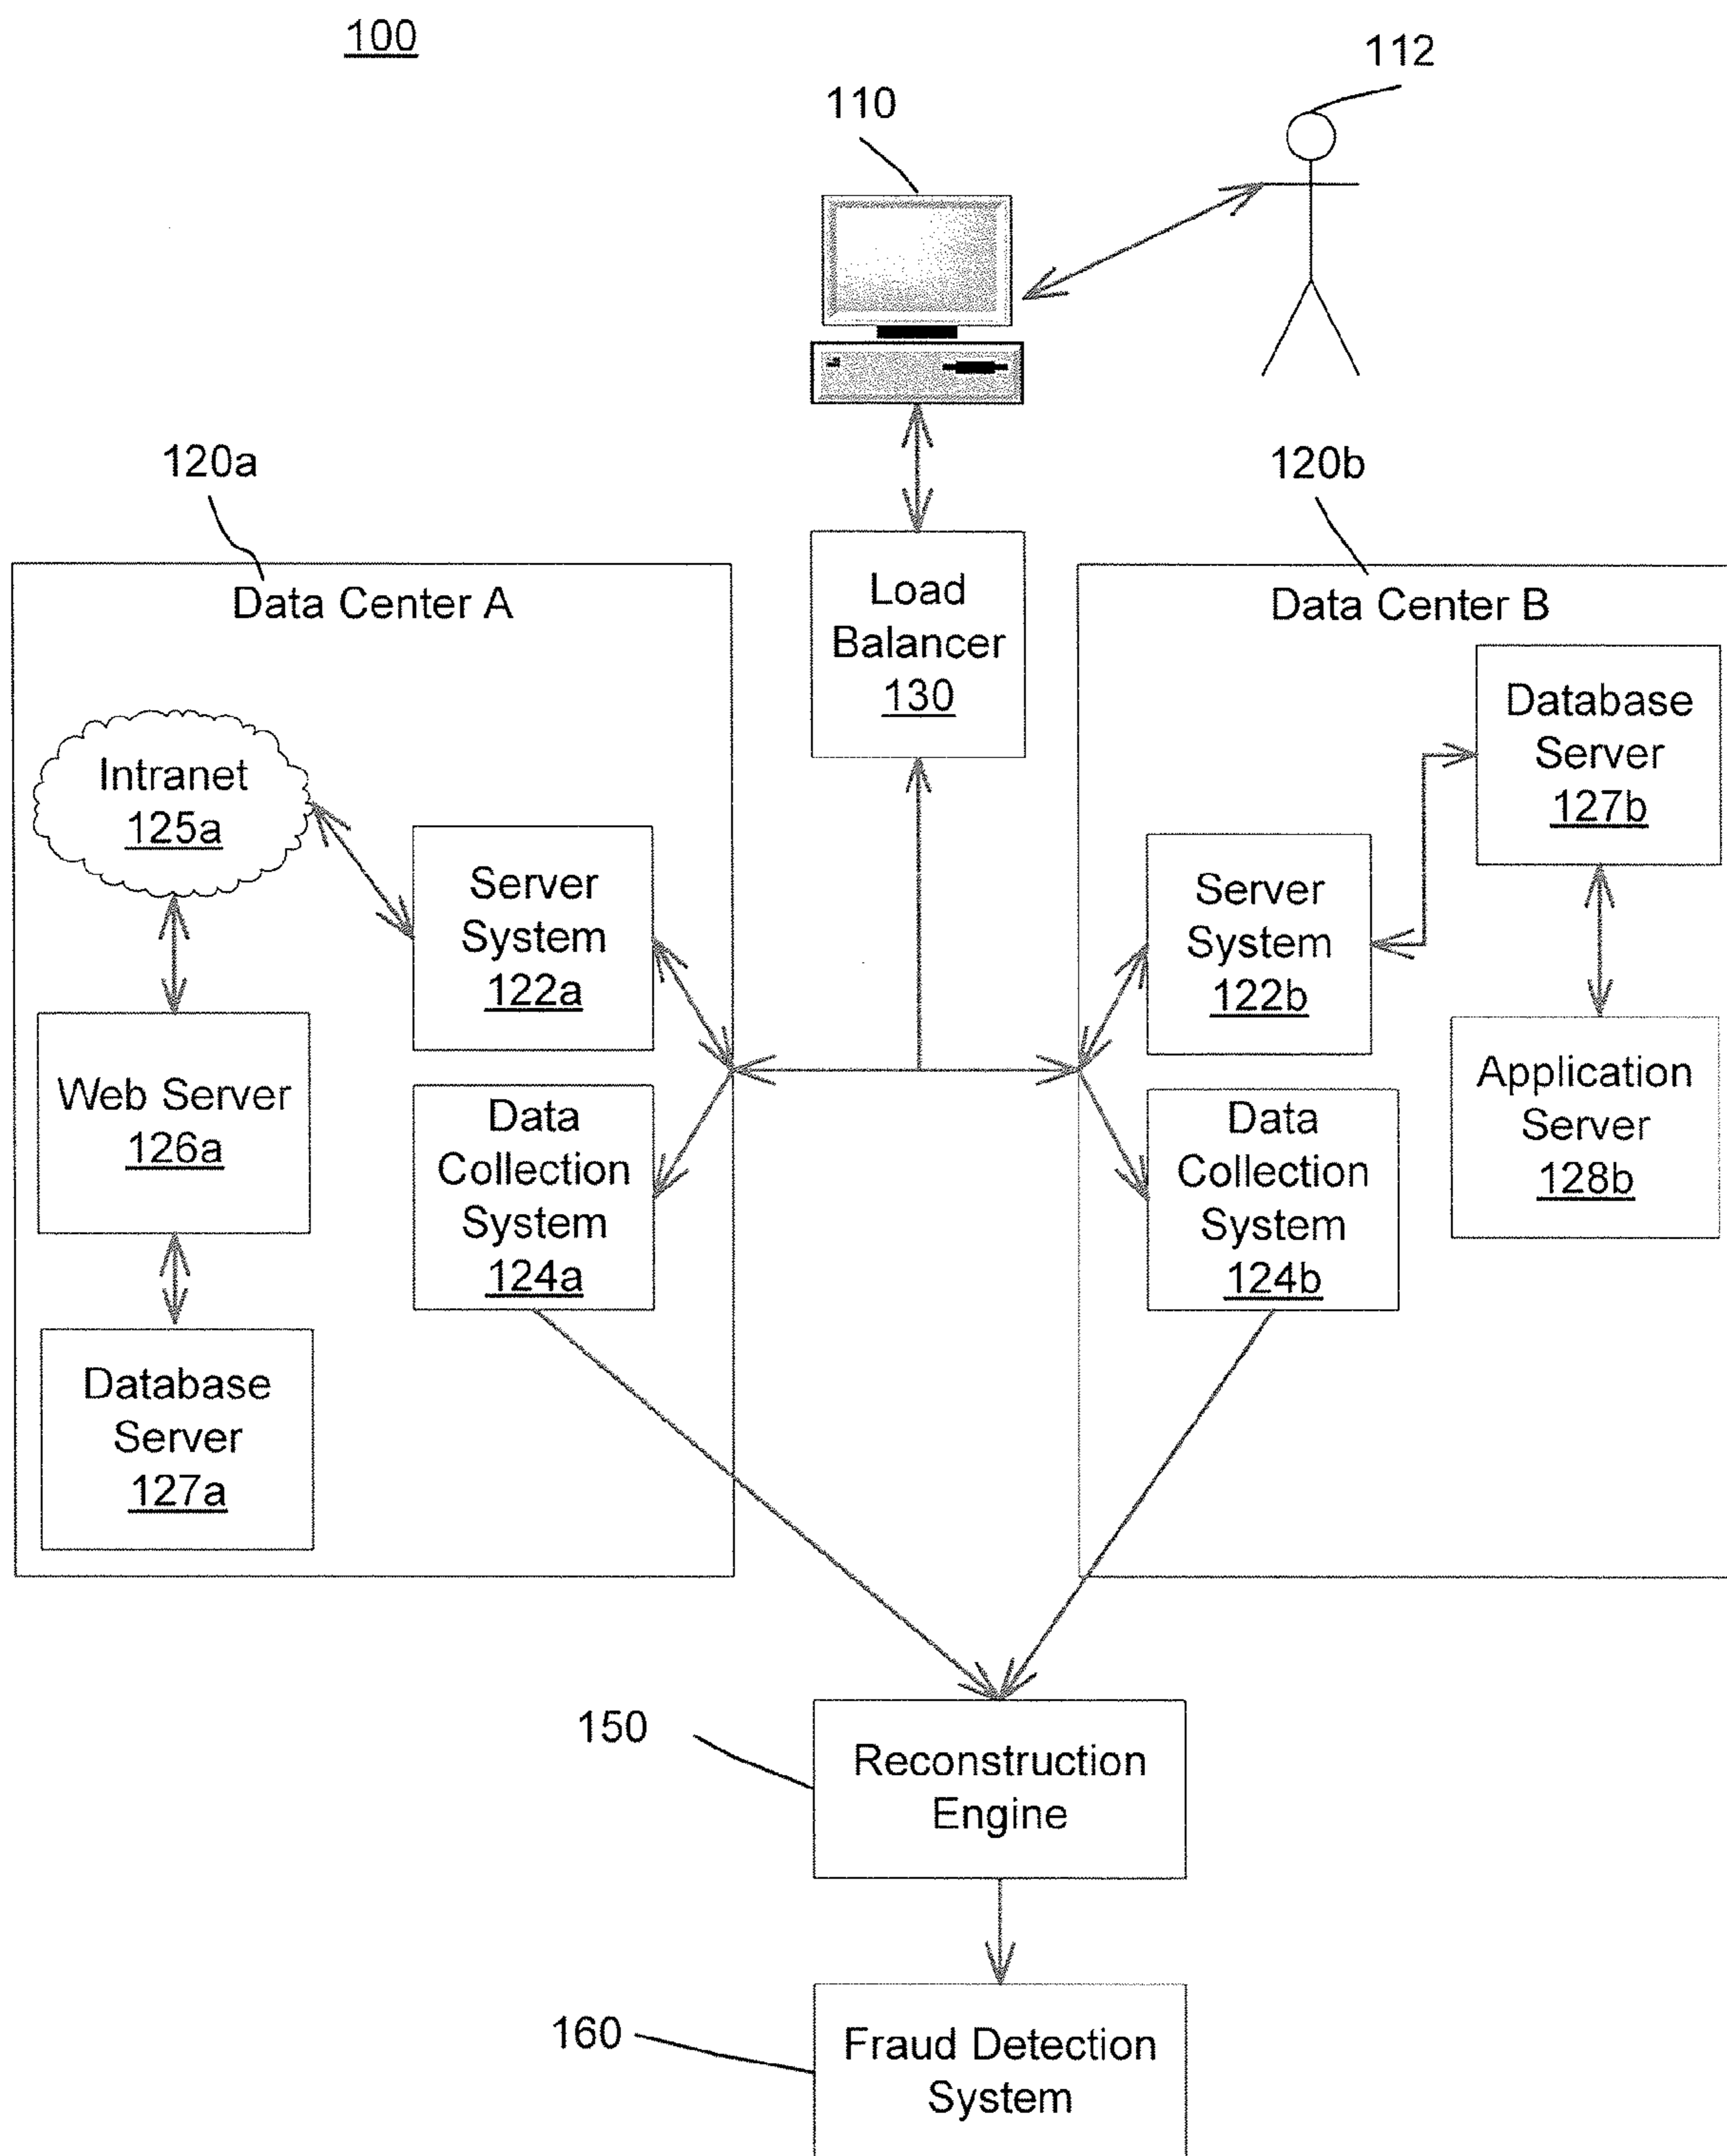 100
112
110
120a
120b
Data Center A
Load
Balancer
130
Data Center B
Intranet
125a
Server
System
122a
Web Server
126a
Data
Collection
System
124a
Database
Server
127a
Database
Server
127b
Server
System
122b
Application
Server
128b
Data
Collection
System
124b
150
Reconstruction
Engine
160
Fraud Detection
System